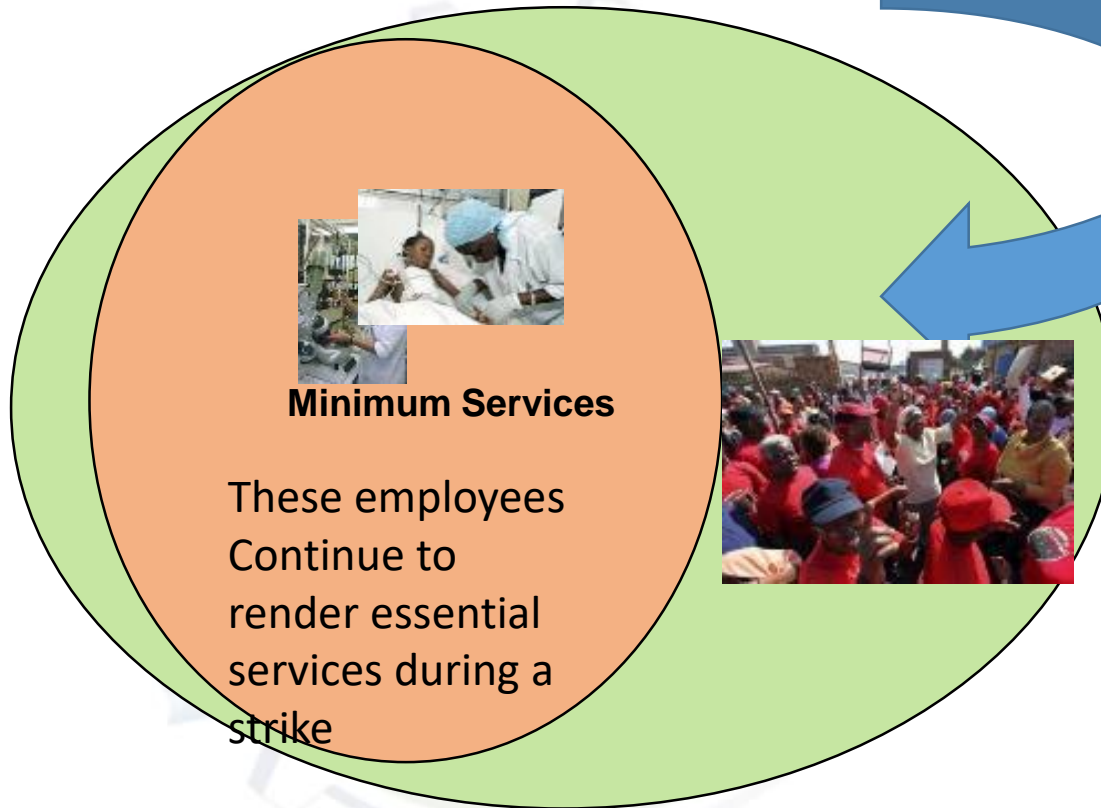 Minimum Services
These employees
Continue to
render essential
services during a
strike